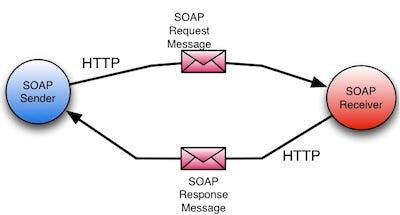 SOAP
Request
Message
HTTP
SOAP
Sender
SOAP
Receiver
HTTP
SOAP
Response
Message